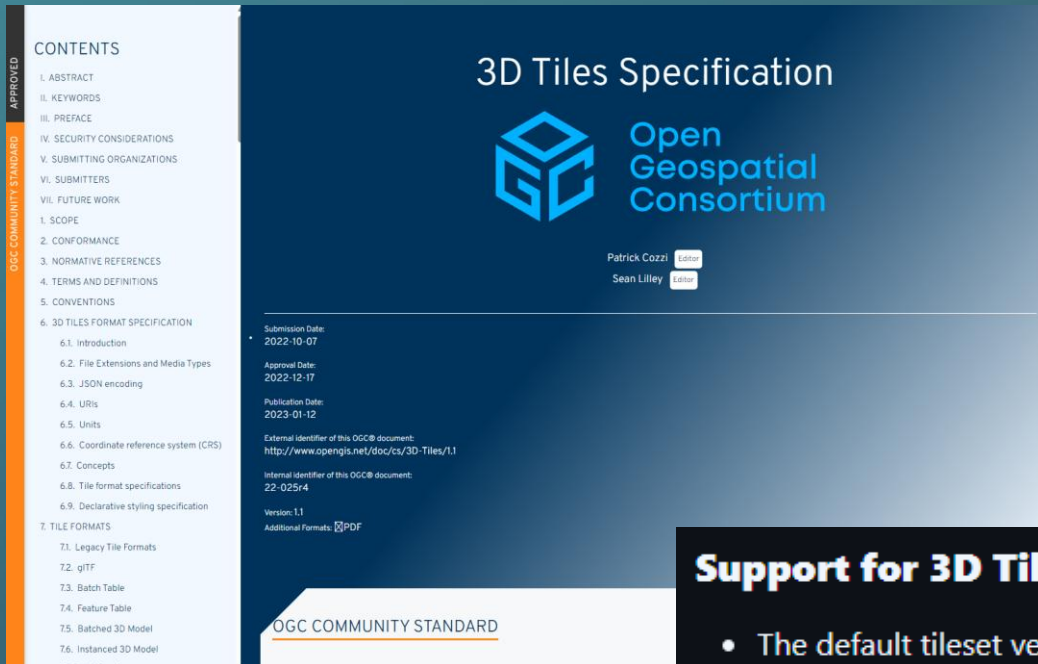 APPROVED
OGC COMMUNITY STANDARD
CONTENTS
I. ABSTRACT
II. KEYWORDS
III. PREFACE
IV. SECURITY CONSIDERATIONS
V. SUBMITTING ORGANIZATIONS
VI. SUBMITTERS
VII. FUTURE WORK
1. SCOPE
2. CONFORMANCE
3. NORMATIVE REFERENCES
4. TERMS AND DEFINITIONS
5. CONVENTIONS
6. 3D TILES FORMAT SPECIFICATION
6.1. Introduction
6.2. File Extensions and Media Types
6.3. JSON encoding
6.4. URIs
6.5. Units
6.6. Coordinate reference system (CRS)
6.7. Concepts
6.8. Tile format specifications
6.9. Declarative styling specification
7. TILE FORMATS
7.1. Legacy Tile Formats
7.2. glTF
7.3. Batch Table
7.4. Feature Table
7.5. Batched 3D Model
7.6. Instanced 3D Model
3D Tiles Specification
OGC
Open
Geospatial
Consortium
Patrick Cozzi Editor
Sean Lilley Editor
Submission Date:
2022-10-07
Approval Date:
2022-12-17
Publication Date:
2023-01-12
External identifier of this OGC® document:
http://www.opengis.net/doc/cs/3D-Tiles/1.1
Internal identifier of this OGC® document:
22-025r4
Version: 1.1
Additional Formats: PDF
OGC COMMUNITY STANDARD
Support for 3D Til
• The default tileset ve